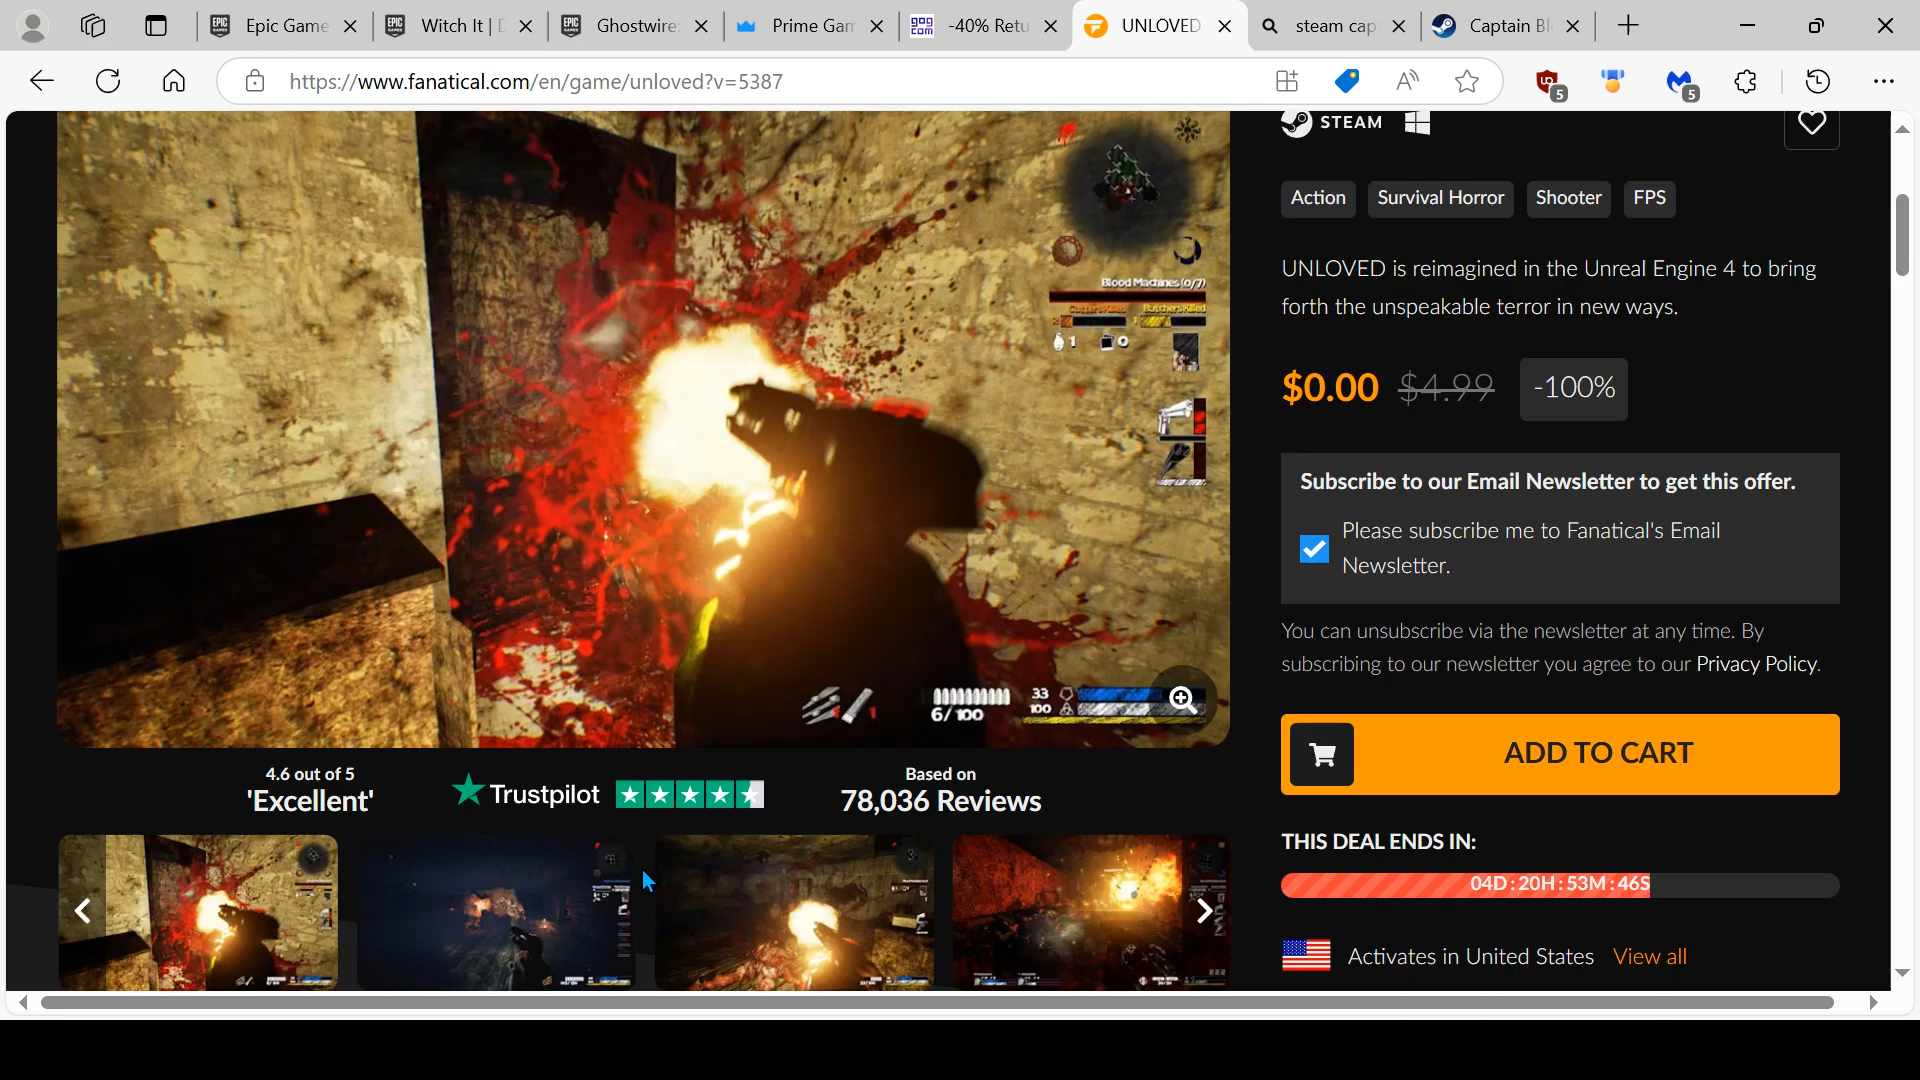 Epic Game
Witch It | D
Ghostwire:
Prime Gam
-40% Retu
UNLOVED
steam cap
Captain Bl
https://www.fanatical.com/en/game/unloved?v=5387
5
5
STEAM
Action
Survival Horror
Shooter
FPS
UNLOVED is reimagined in the Unreal Engine 4 to bring
forth the unspeakable terror in new ways.
$0.00 $4.99 -100%
Subscribe to our Email Newsletter to get this offer.
Please subscribe me to Fanatical's Email
Newsletter.
You can unsubscribe via the newsletter at any time. By
subscribing to our newsletter you agree to our Privacy Policy.
ADD TO CART
THIS DEAL ENDS IN:
04D : 20H : 53M : 46S
Activates in United States View all
Blood Machines (0/7)
1 0
6/100
33
100
4.6 out of 5
'Excellent'
Trustpilot
Based on
78,036 Reviews